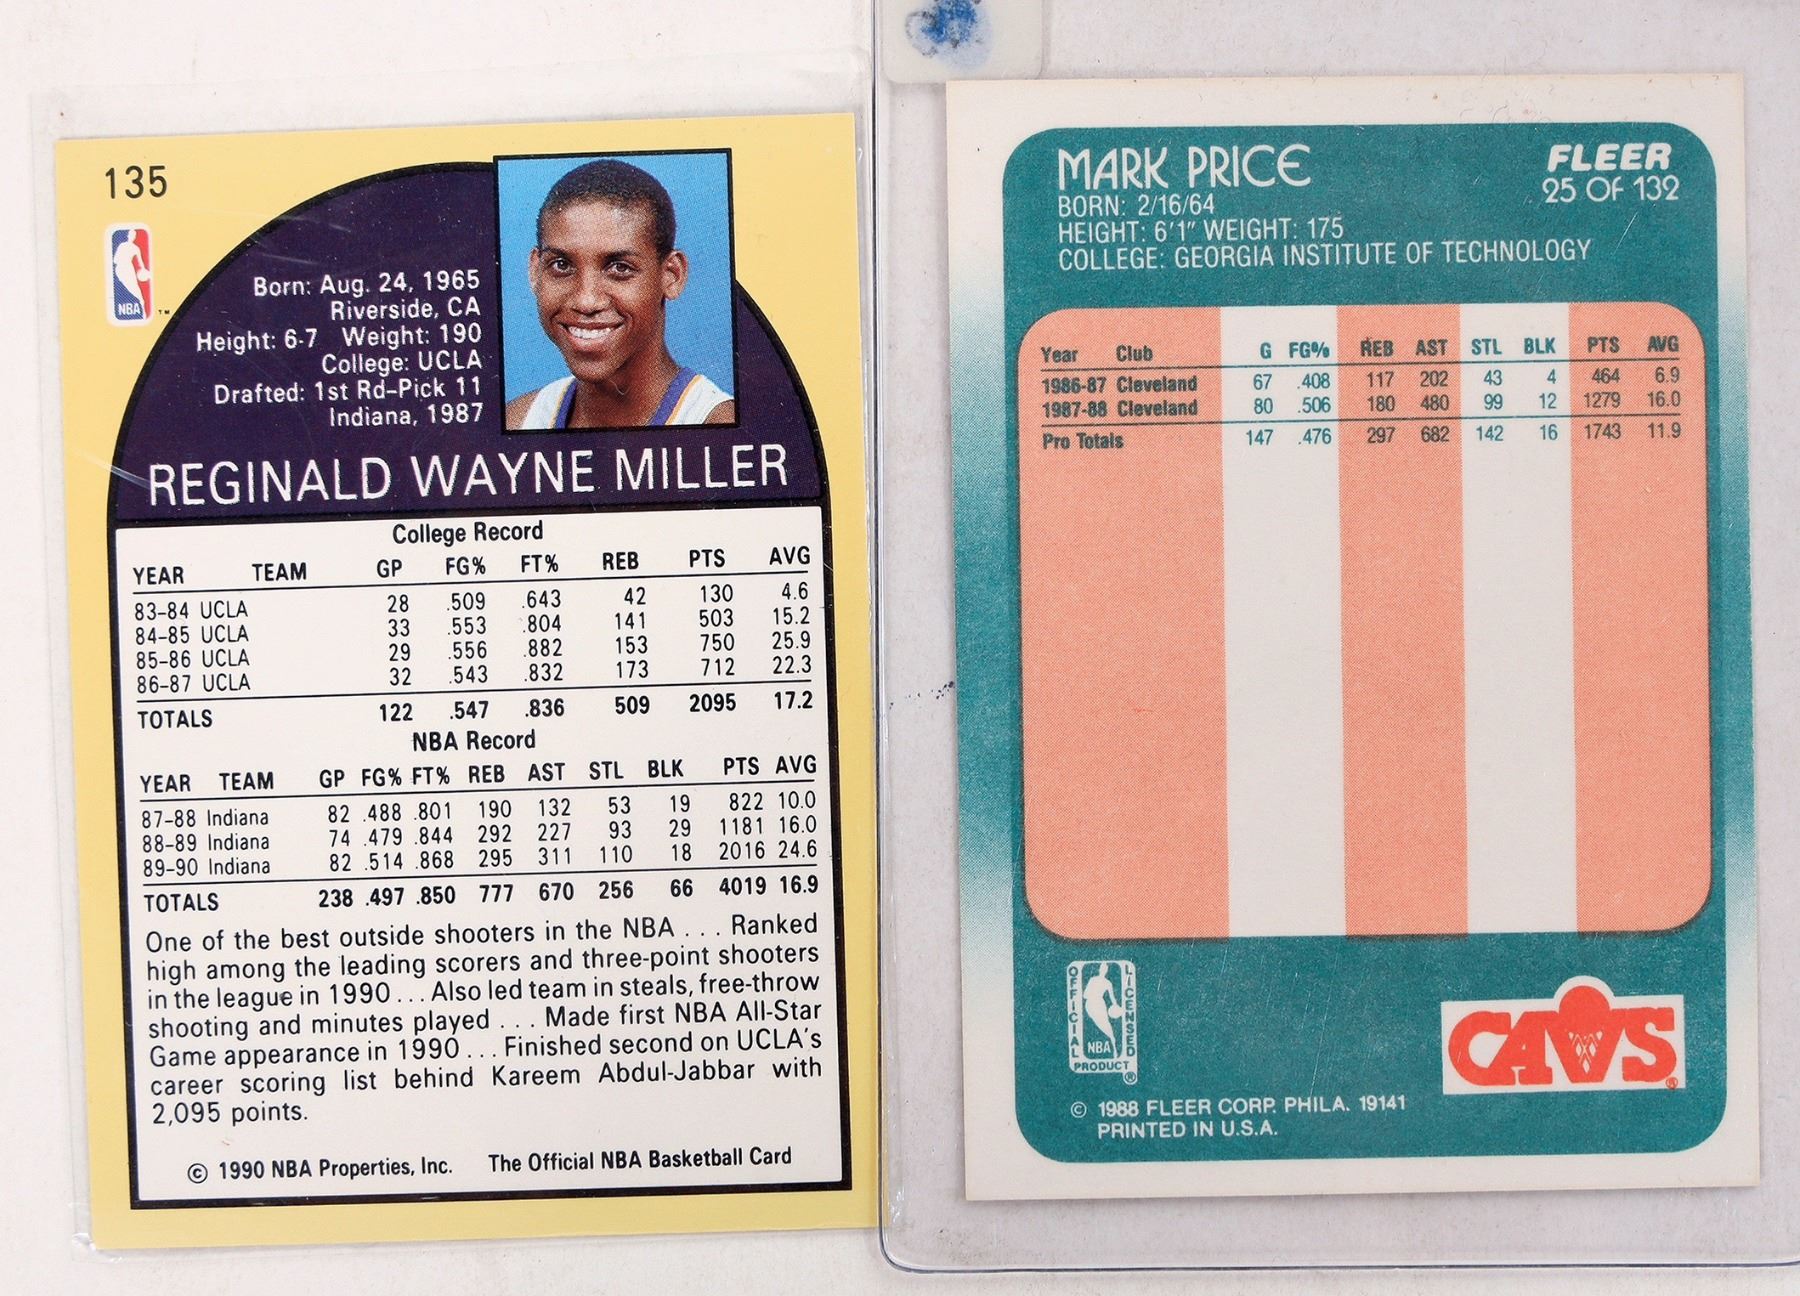 135
NBA
TM
Born: Aug. 24, 1965
Riverside, CA
Height: 6-7 Weight: 190
College: UCLA
Drafted: 1st Rd-Pick 11
Indiana, 1987
REGINALD WAYNE MILLER
College Record
YEAR TEAM GP FG% FT% REB PTS AVG
83-84 UCLA 28 .509 .643 42 130 4.6
84-85 UCLA 33 .553 .804 141 503 15.2
85-86 UCLA 29 .556 .882 153 750 25.9
86-87 UCLA 32 .543 .832 173 712 22.3
TOTALS 122 .547 .836 509 2095 17.2
NBA Record
YEAR TEAM GP FG% FT% REB AST STL BLK PTS AVG
87-88 Indiana 82 .488 .801 190 132 53 19 822 10.0
88-89 Indiana 74 .479 .844 292 227 93 29 1181 16.0
89-90 Indiana 82 .514 .868 295 311 110 18 2016 24.6
TOTALS 238 .497 .850 777 670 256 66 4019 16.9
One of the best outside shooters in the NBA . . . Ranked
high among the leading scorers and three-point shooters
in the league in 1990 . . . Also led team in steals, free-throw
shooting and minutes played . . . Made first NBA All-Star
Game appearance in 1990 . . . Finished second on UCLA's
career scoring list behind Kareem Abdul-Jabbar with
2,095 points.
© 1990 NBA Properties, Inc. The Official NBA Basketball Card
MARK PRICE
BORN: 2/16/64
HEIGHT: 6'1" WEIGHT: 175
COLLEGE: GEORGIA INSTITUTE OF TECHNOLOGY
FLEER
25 OF 132
Year Club G FG% REB AST STL BLK PTS AVG
1986-87 Cleveland 67 .408 117 202 43 4 464 6.9
1987-88 Cleveland 80 .506 180 480 99 12 1279 16.0
Pro Totals 147 .476 297 682 142 16 1743 11.9
OFFICIAL LICENSED
NBA
PRODUCT ®
CAVS ®
© 1988 FLEER CORP. PHILA. 19141
PRINTED IN U.S.A.